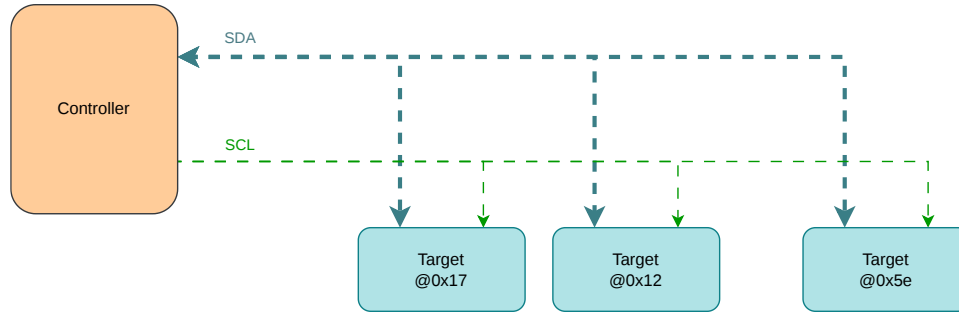 SDA
Controller
SCL
Target
@0x17
Target
@0x12
Target
@0x5e